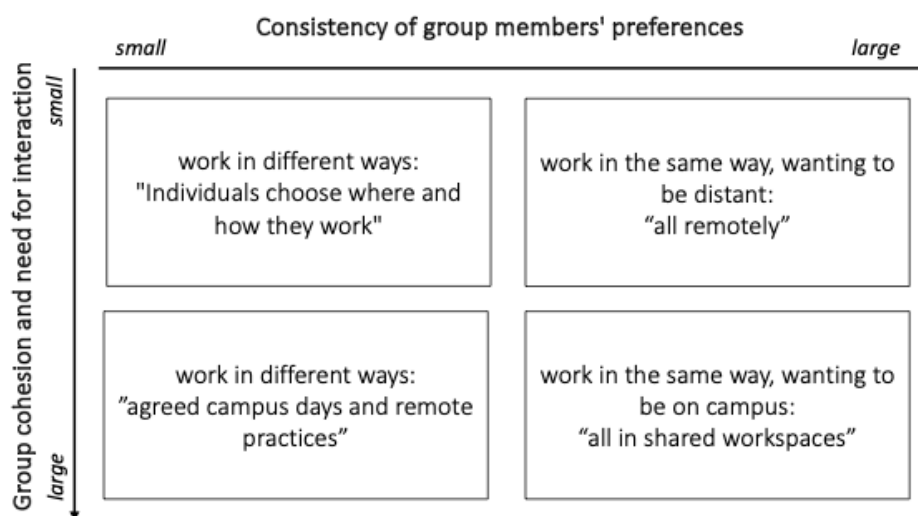 Consistency of group members' preferences
small
large
Group cohesion and need for interaction
small
large
work in different ways:
"Individuals choose where and
how they work"
work in the same way, wanting to
be distant:
“all remotely”
work in different ways:
”agreed campus days and remote
practices”
work in the same way, wanting to
be on campus:
“all in shared workspaces”